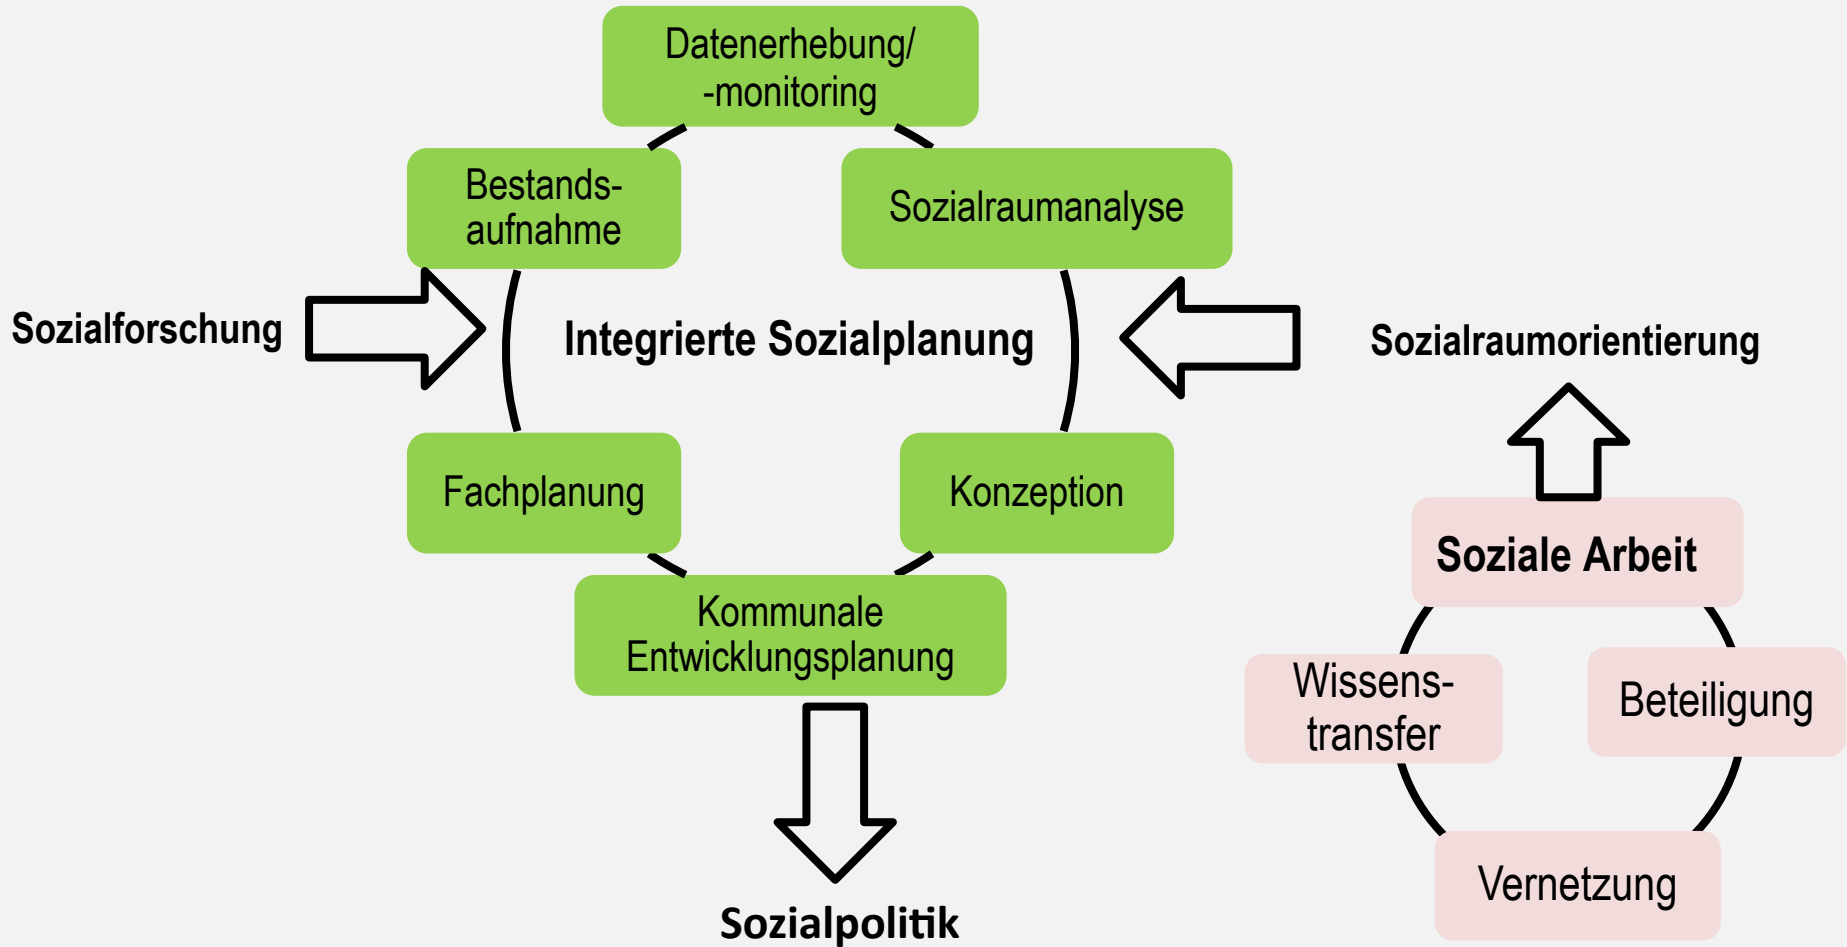 Datenerhebung/
-monitoring
Bestands-
aufnahme
Sozialraumanalyse
Sozialforschung
Integrierte Sozialplanung
Sozialraumorientierung
Fachplanung
Konzeption
Kommunale
Entwicklungsplanung
Sozialpolitik
Soziale Arbeit
Wissens-
transfer
Beteiligung
Vernetzung